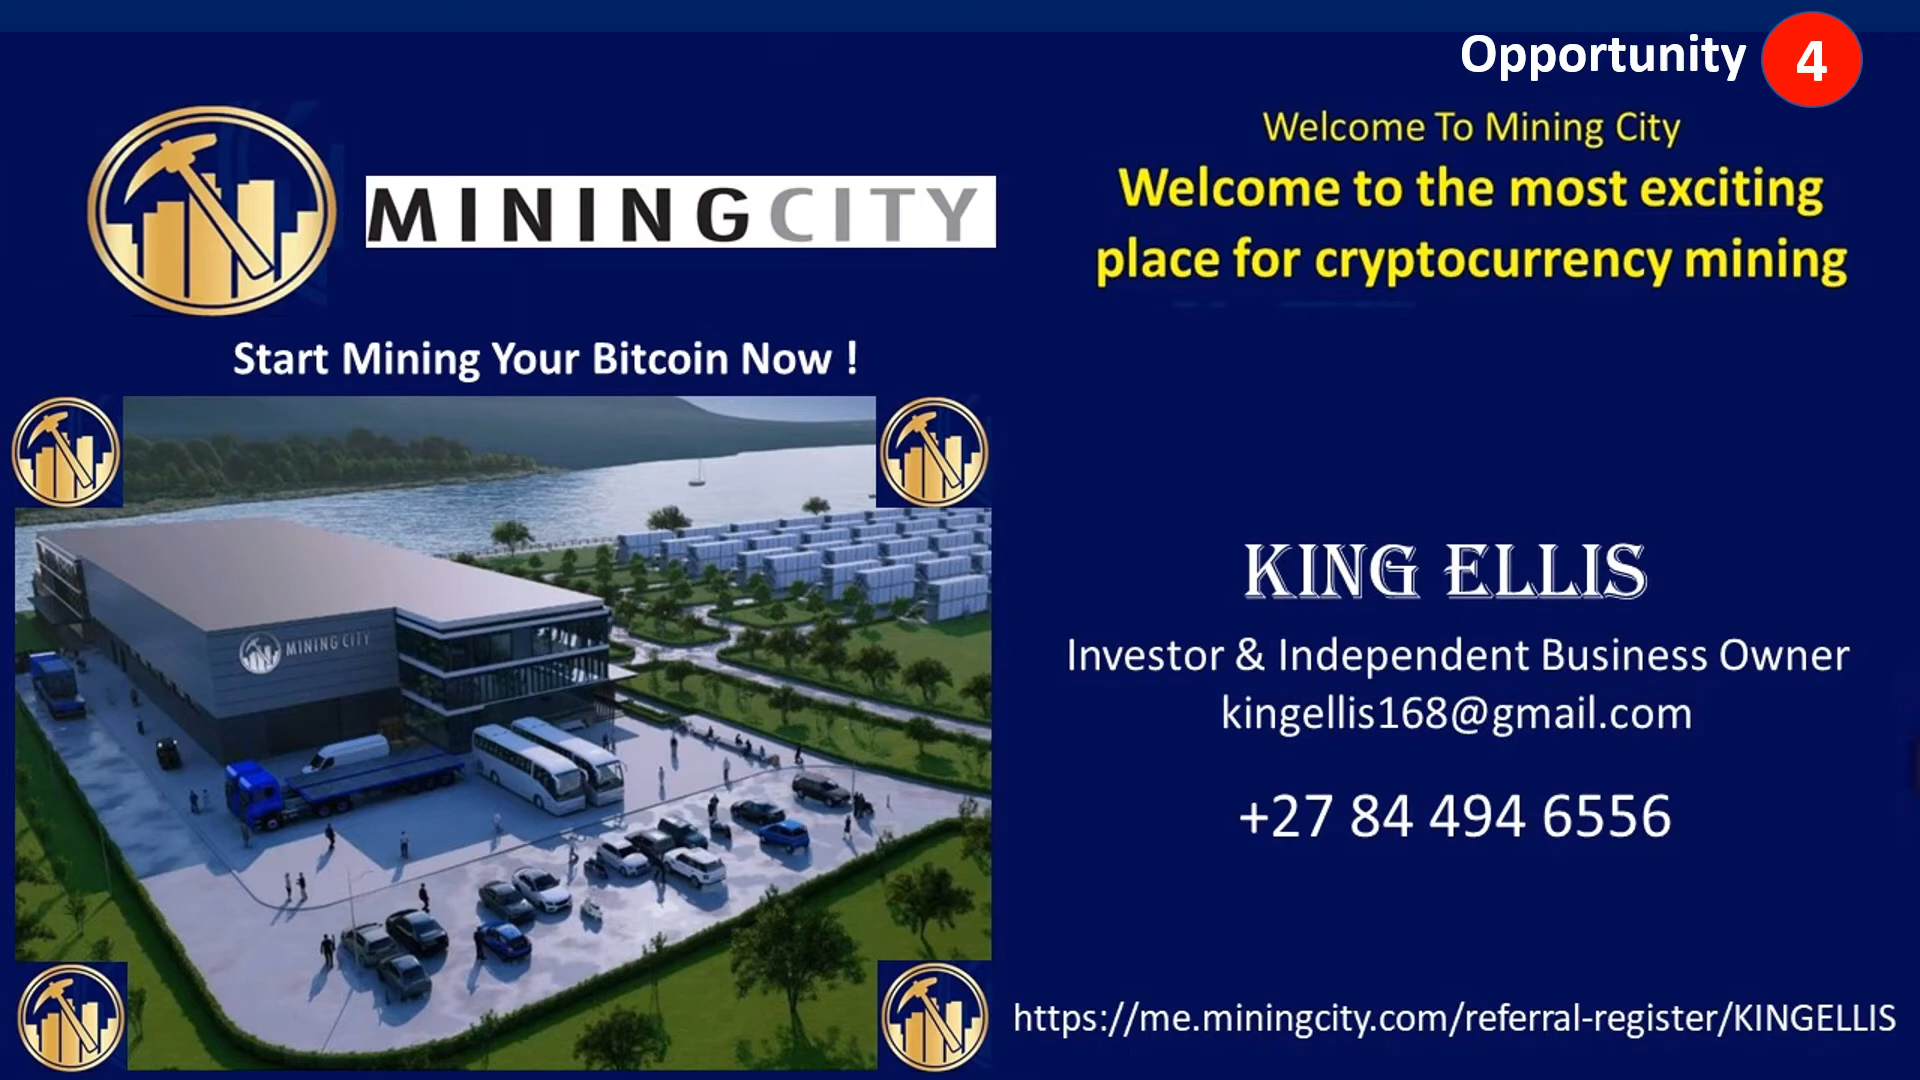 Opportunity 4
MININGCITY
Welcome To Mining City
Welcome to the most exciting
place for cryptocurrency mining
Start Mining Your Bitcoin Now !
MINING CITY
KING ELLIS
Investor & Independent Business Owner
kingellis168@gmail.com
+27 84 494 6556
https://me.miningcity.com/referral-register/KINGELLIS